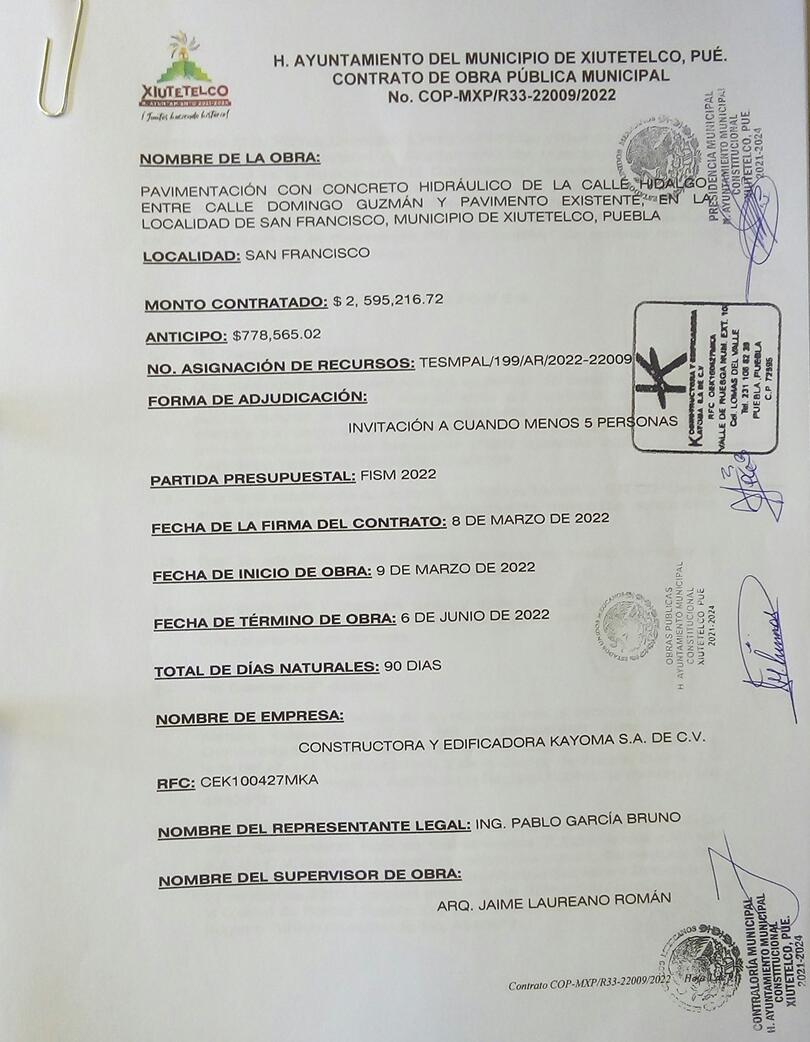 XIUTETELCO
H. AYUNTAMIENTO 2021-2024
¡Juntos haciendo historia!
H. AYUNTAMIENTO DEL MUNICIPIO DE XIUTETELCO, PUÉ.
CONTRATO DE OBRA PÚBLICA MUNICIPAL
No. COP-MXP/R33-22009/2022
NOMBRE DE LA OBRA:
PAVIMENTACIÓN CON CONCRETO HIDRÁULICO DE LA CALLE HIDALGO
ENTRE CALLE DOMINGO GUZMÁN Y PAVIMENTO EXISTENTE, EN LA
LOCALIDAD DE SAN FRANCISCO, MUNICIPIO DE XIUTETELCO, PUEBLA
LOCALIDAD: SAN FRANCISCO
MONTO CONTRATADO: $ 2, 595,216.72
ANTICIPO: $778,565.02
NO. ASIGNACIÓN DE RECURSOS: TESMPAL/199/AR/2022-22009
FORMA DE ADJUDICACIÓN:
INVITACIÓN A CUANDO MENOS 5 PERSONAS
PARTIDA PRESUPUESTAL: FISM 2022
FECHA DE LA FIRMA DEL CONTRATO: 8 DE MARZO DE 2022
FECHA DE INICIO DE OBRA: 9 DE MARZO DE 2022
FECHA DE TÉRMINO DE OBRA: 6 DE JUNIO DE 2022
TOTAL DE DÍAS NATURALES: 90 DIAS
NOMBRE DE EMPRESA:
CONSTRUCTORA Y EDIFICADORA KAYOMA S.A. DE C.V.
RFC: CEK100427MKA
NOMBRE DEL REPRESENTANTE LEGAL: ING. PABLO GARCÍA BRUNO
NOMBRE DEL SUPERVISOR DE OBRA:
ARQ. JAIME LAUREANO ROMÁN
Contrato COP-MXP/R33-22009/2022 Hoja
PRESIDENCIA MUNICIPAL
H. AYUNTAMIENTO MUNICIPAL
CONSTITUCIONAL
XIUTETELCO, PUE
2021-2024
K
CONSTRUCTORA Y EDIFICADORA
KAYOMA S.A DE C.V
RFC CEK100427MKA
VALLE DE HUESGA NUM. EXT. 10
Col. LOMAS DEL VALLE
Tel. 231 106 82 39
PUEBLA ,PUEBLA
C.P. 72995
ESTADOS UNIDOS MEXICANOS
OBRAS PUBLICAS
H AYUNTAMIENTO MUNICIPAL
CONSTITUCIONAL
XIUTETELCO PUE
2021-2024
CONTRALORÍA MUNICIPAL
H. AYUNTAMIENTO MUNICIPAL
CONSTITUCIONAL
XIUTETELCO, PUE.
2021-2024